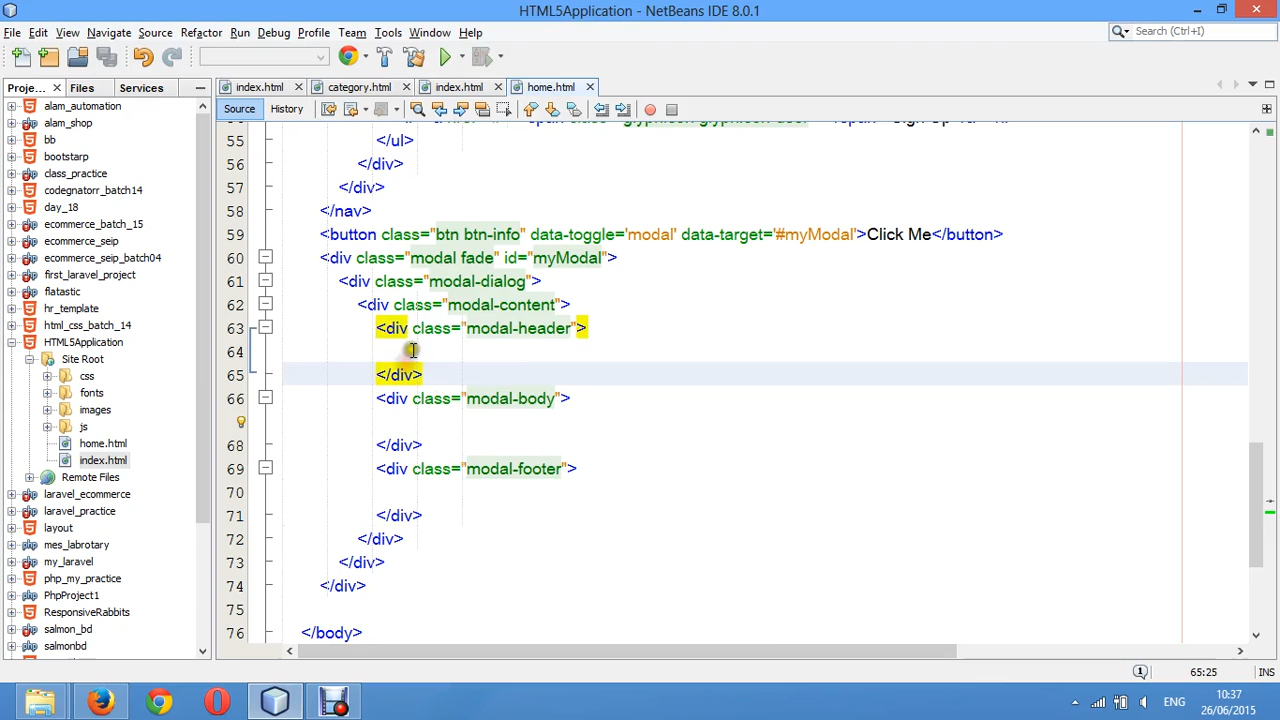 HTML5Application - NetBeans IDE 8.0.1
File Edit View Navigate Source Refactor Run Debug Profile Team Tools Window Help
Search (Ctrl+I)
Proje... Files Services
index.html category.html index.html home.html
Source History
alam_automation
alam_shop
bb
bootstarp
class_practice
codegnatorr_batch14
day_18
ecommerce_batch_15
ecommerce_seip
ecommerce_seip_batch04
first_laravel_project
flatastic
hr_template
html_css_batch_14
HTML5Application
Site Root
css
fonts
images
js
home.html
index.html
Remote Files
laravel_ecommerce
laravel_practice
layout
mes_labrotary
my_laravel
php_my_practice
PhpProject1
ResponsiveRabbits
salmon_bd
salmonbd
55 </ul>
56 </div>
57 </div>
58 </nav>
59 <button class="btn btn-info" data-toggle='modal' data-target='#myModal'>Click Me</button>
60 <div class="modal fade" id="myModal">
61 <div class="modal-dialog">
62 <div class="modal-content">
63 <div class="modal-header">
64
65 </div>
66 <div class="modal-body">
68 </div>
69 <div class="modal-footer">
70
71 </div>
72 </div>
73 </div>
74 </div>
75
76 </body>
1
65:25 INS
ENG
10:37
26/06/2015